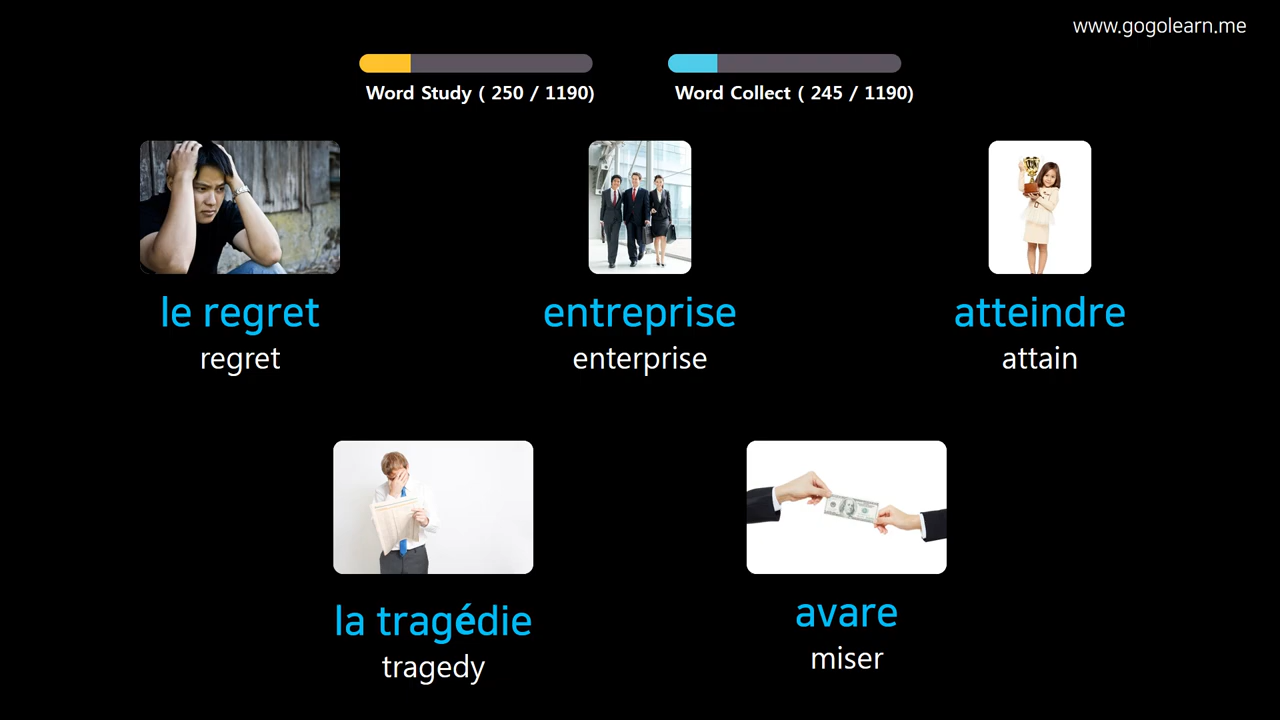 www.gogolearn.me
Word Study ( 250 / 1190)
Word Collect ( 245 / 1190)
le regret
regret
entreprise
enterprise
atteindre
attain
la tragédie
tragedy
avare
miser